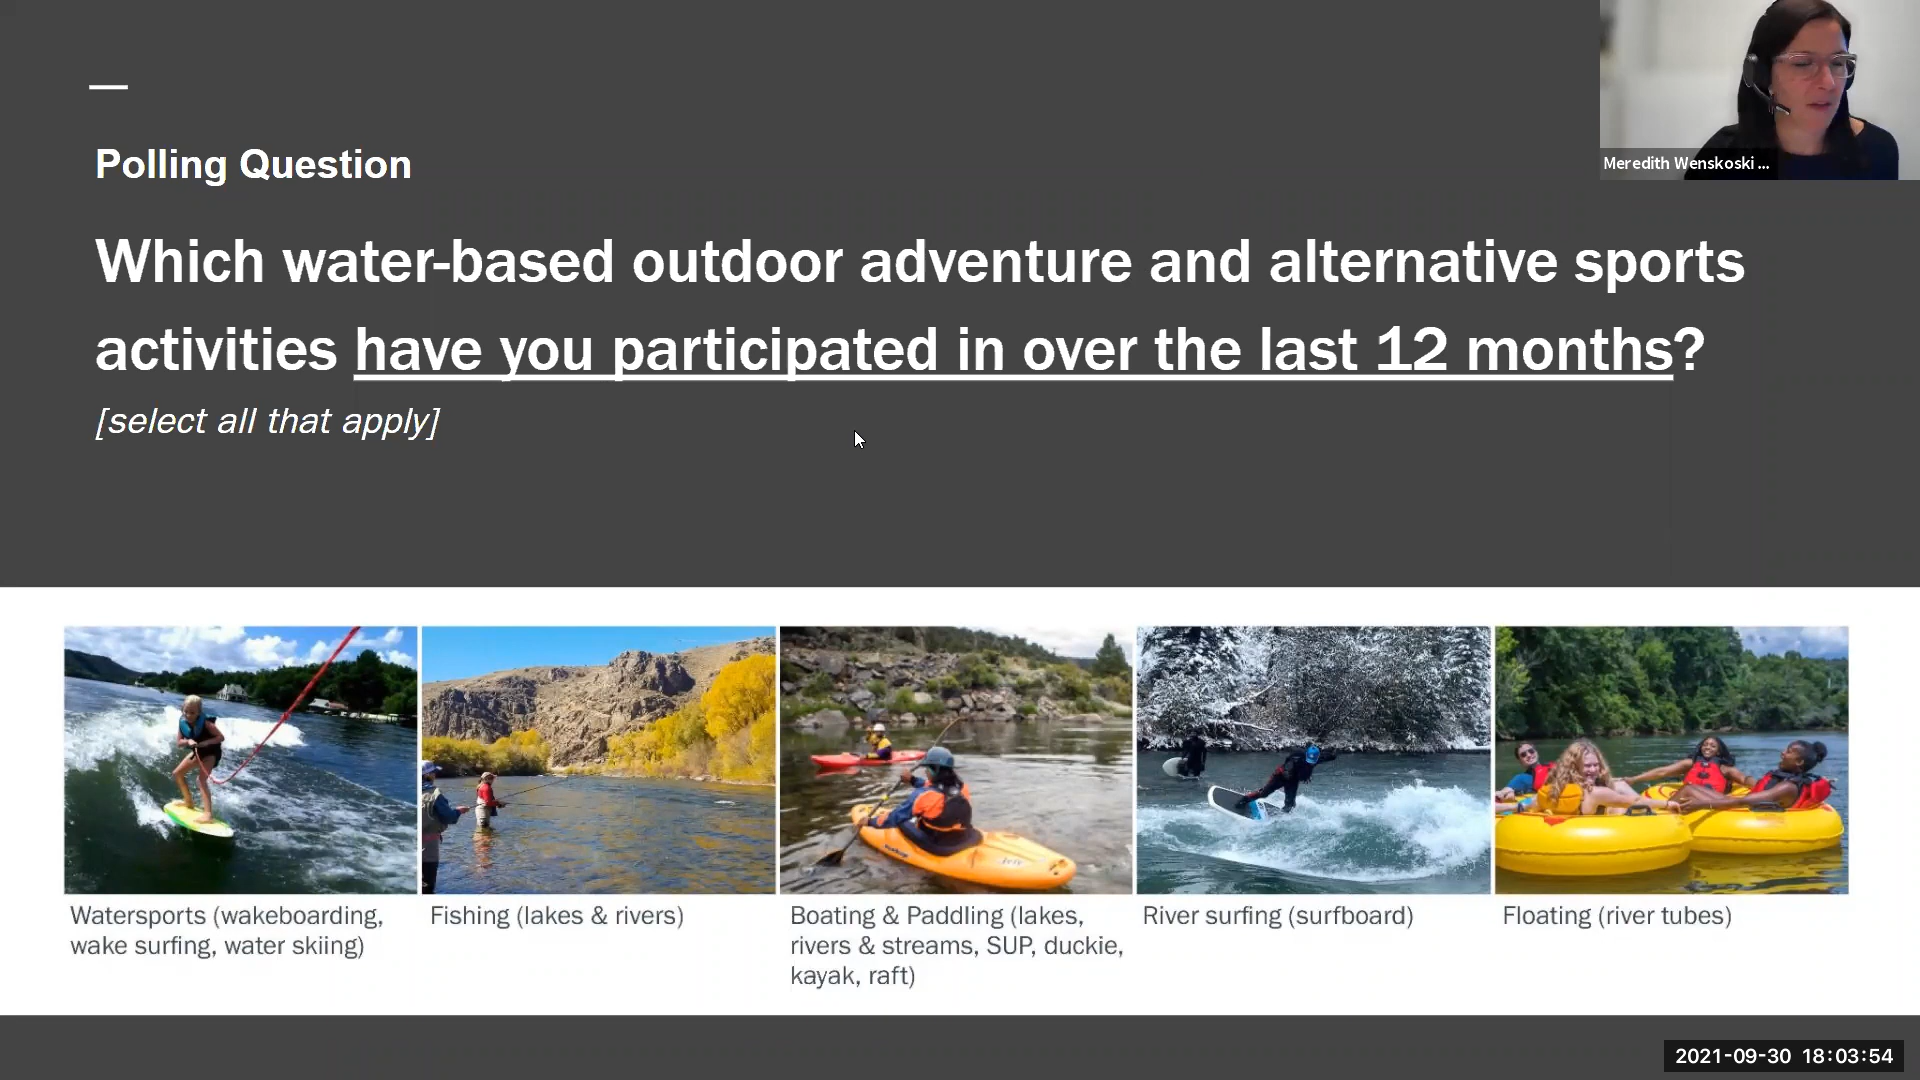 Polling Question
Which water-based outdoor adventure and alternative sports
activities have you participated in over the last 12 months?
[select all that apply]
Meredith Wenskoski ...
Watersports (wakeboarding,
wake surfing, water skiing)
Fishing (lakes & rivers)
Boating & Paddling (lakes,
rivers & streams, SUP, duckie,
kayak, raft)
River surfing (surfboard)
Floating (river tubes)
2021-09-30 18:03:54